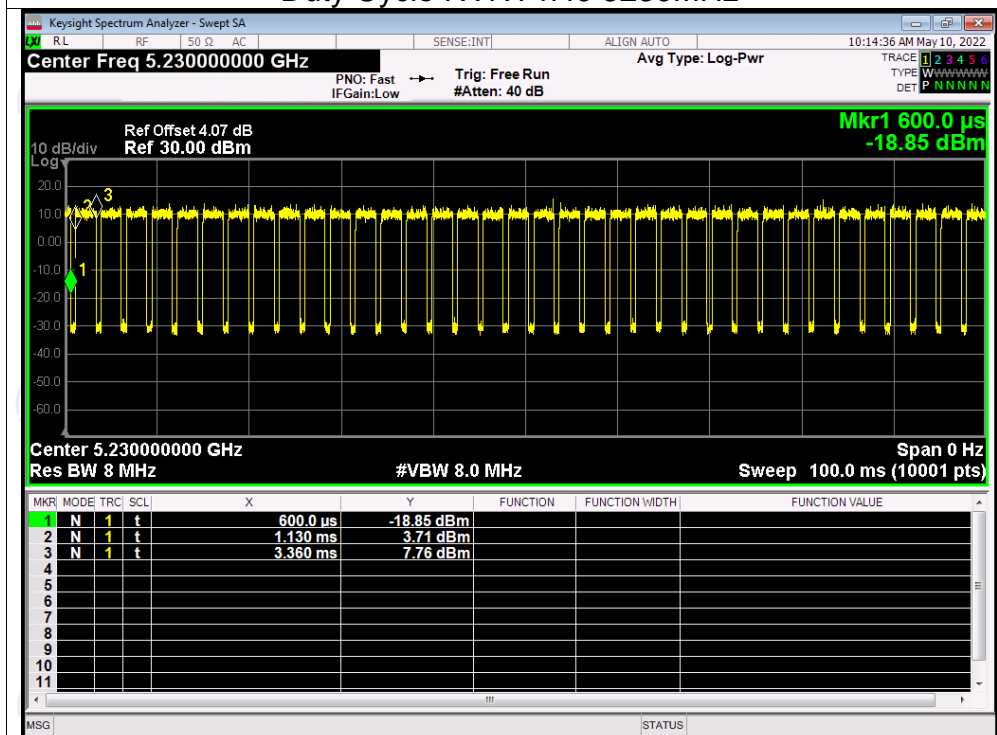 Keysight Spectrum Analyzer - Swept SA
LXI RL RF 50 Ω AC SENSE:INT ALIGN AUTO 10:14:36 AM May 10, 2022
Center Freq 5.230000000 GHz Avg Type: Log-Pwr TRACE 1 2 3 4 5 6
PNO: Fast Trig: Free Run TYPE WWWWWWW
IFGain:Low #Atten: 40 dB DET P N N N N N
Mkr1 600.0 µs
Ref Offset 4.07 dB
10 dB/div Ref 30.00 dBm -18.85 dBm
Log
20.0
10.0
0.00
-10.0
-20.0
-30.0
-40.0
-50.0
-60.0
2 3
1
Center 5.230000000 GHz Span 0 Hz
Res BW 8 MHz #VBW 8.0 MHz Sweep 100.0 ms (10001 pts)
MKR MODE TRC SCL X Y FUNCTION FUNCTION WIDTH FUNCTION VALUE
1 N 1 t 600.0 µs -18.85 dBm
2 N 1 t 1.130 ms 3.71 dBm
3 N 1 t 3.360 ms 7.76 dBm
4
5
6
7
8
9
10
11
MSG STATUS